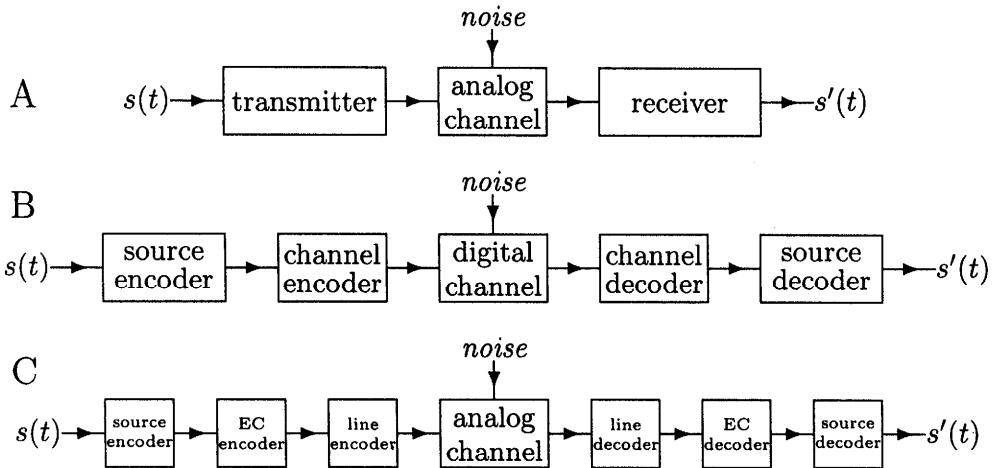 noise
A
s(t)
transmitter
analog
channel
receiver
s′(t)
noise
B
s(t)
source
encoder
channel
encoder
digital
channel
channel
decoder
source
decoder
s′(t)
noise
C
s(t)
source
encoder
EC
encoder
line
encoder
analog
channel
line
decoder
EC
decoder
source
decoder
s′(t)